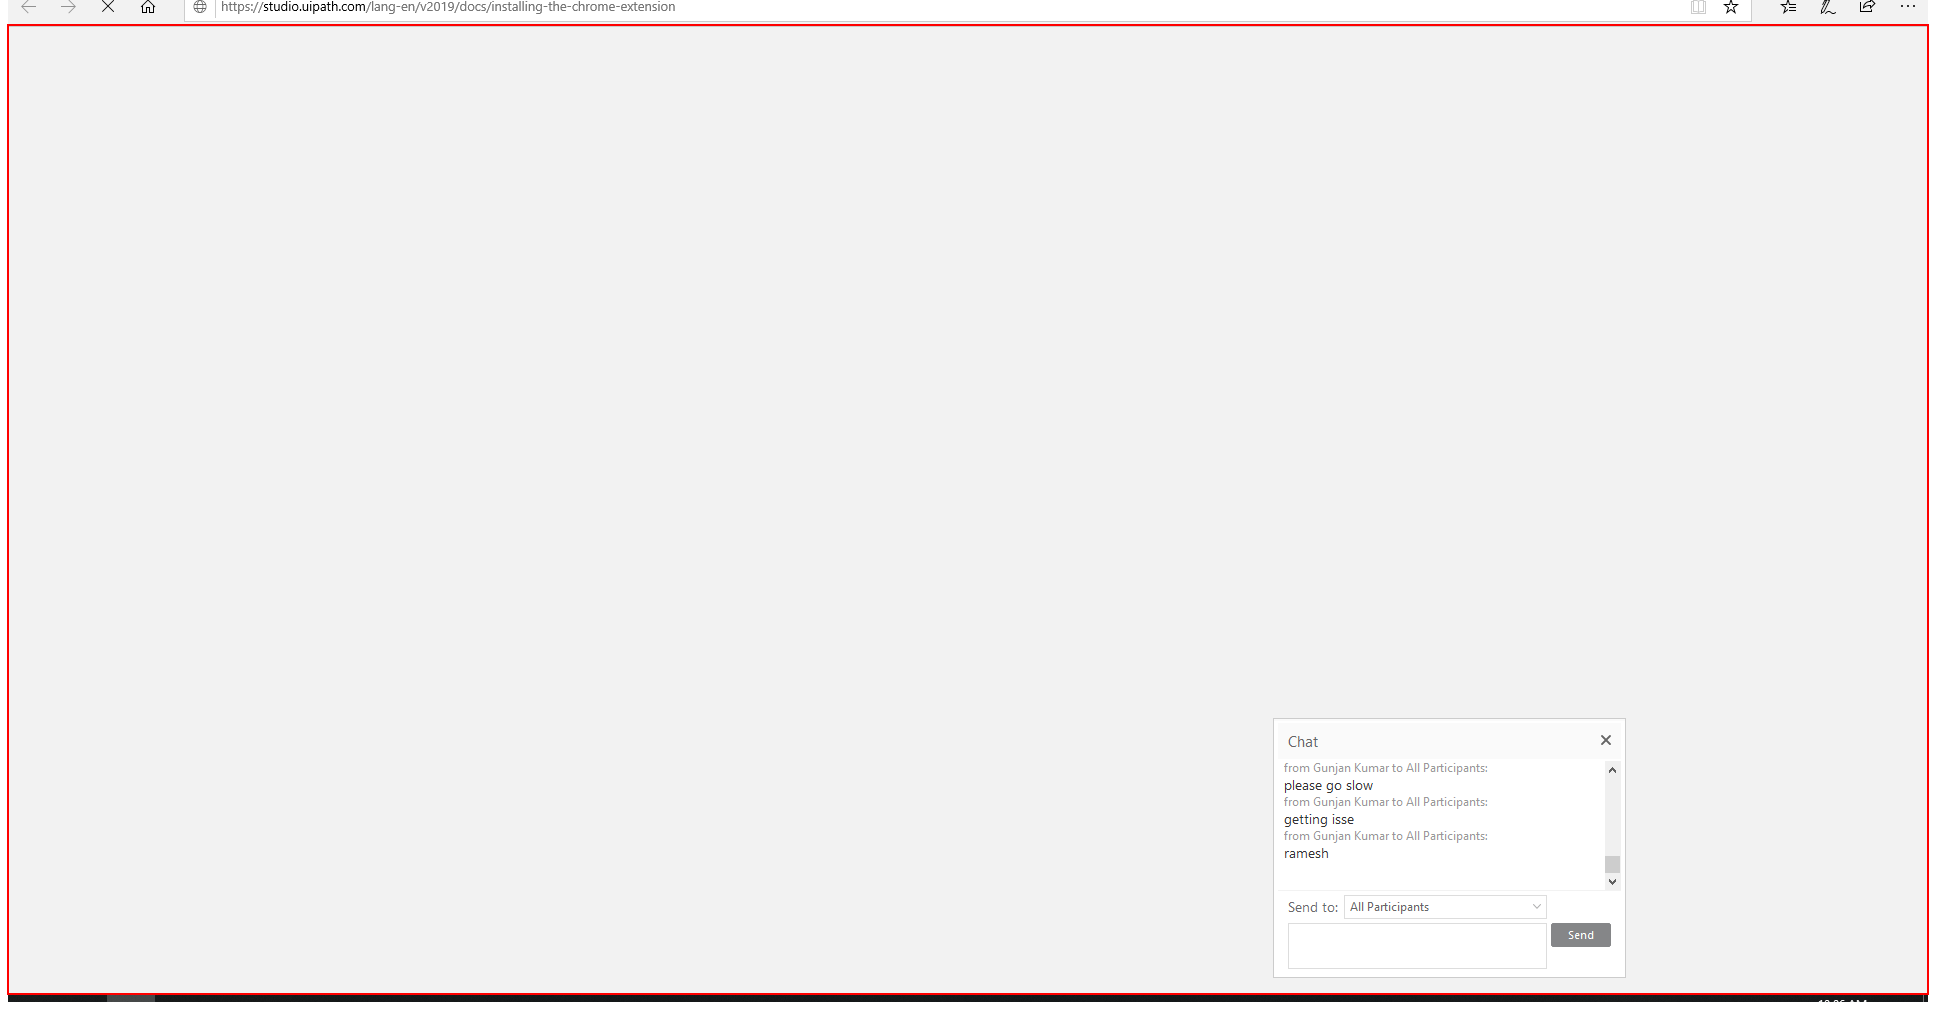 https://studio.uipath.com/lang-en/v2019/docs/installing-the-chrome-extension
Chat
from Gunjan Kumar to All Participants:
please go slow
from Gunjan Kumar to All Participants:
getting isse
from Gunjan Kumar to All Participants:
ramesh
Send to: All Participants
Send